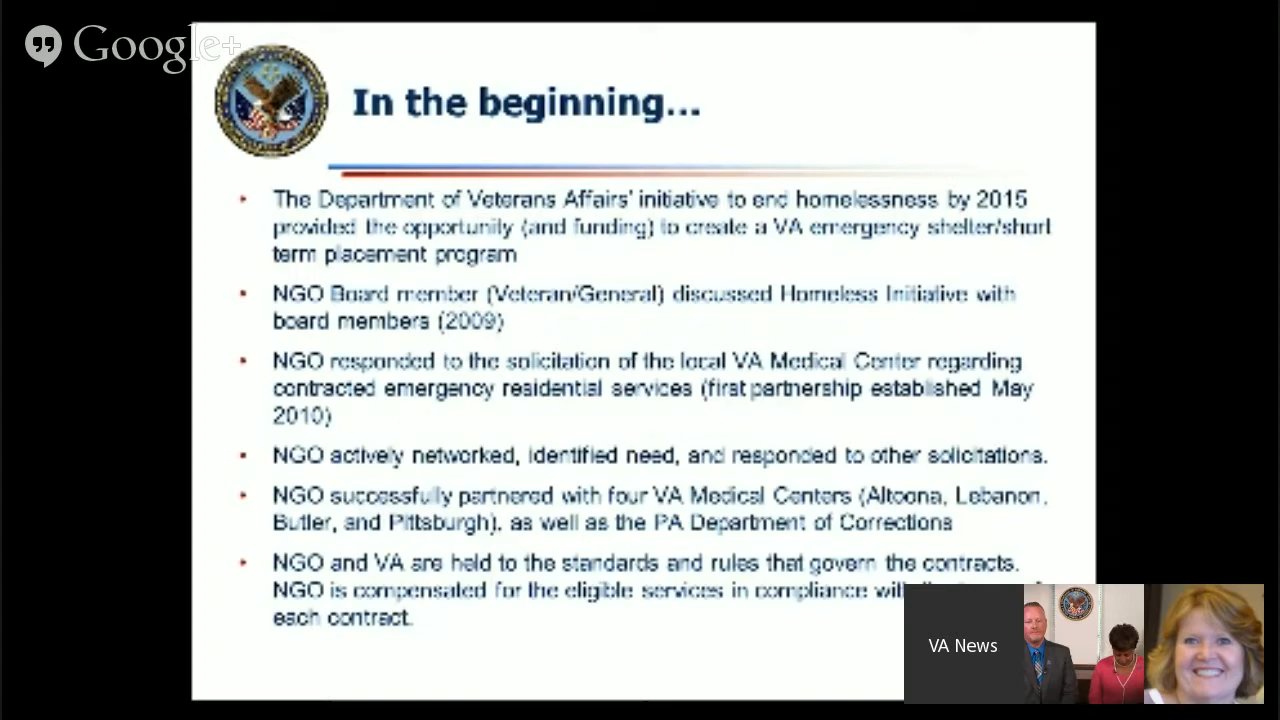 Google+
In the beginning...
• The Department of Veterans Affairs' initiative to end homelessness by 2015
provided the opportunity (and funding) to create a VA emergency shelter/short
term placement program
• NGO Board member (Veteran/General) discussed Homeless Initiative with
board members (2009)
• NGO responded to the solicitation of the local VA Medical Center regarding
contracted emergency residential services (first partnership established May
2010)
• NGO actively networked, identified need, and responded to other solicitations.
• NGO successfully partnered with four VA Medical Centers (Altoona, Lebanon,
Butler, and Pittsburgh), as well as the PA Department of Corrections
• NGO and VA are held to the standards and rules that govern the contracts.
NGO is compensated for the eligible services in compliance
each contract.
VA News